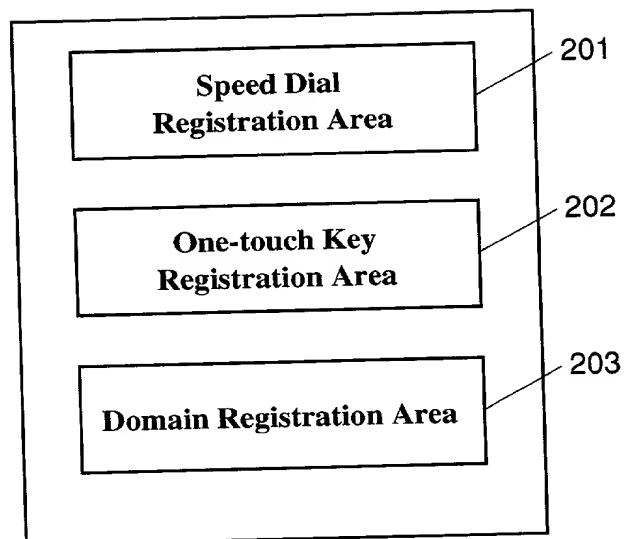 Speed Dial
Registration Area
201
One-touch Key
Registration Area
202
Domain Registration Area
203